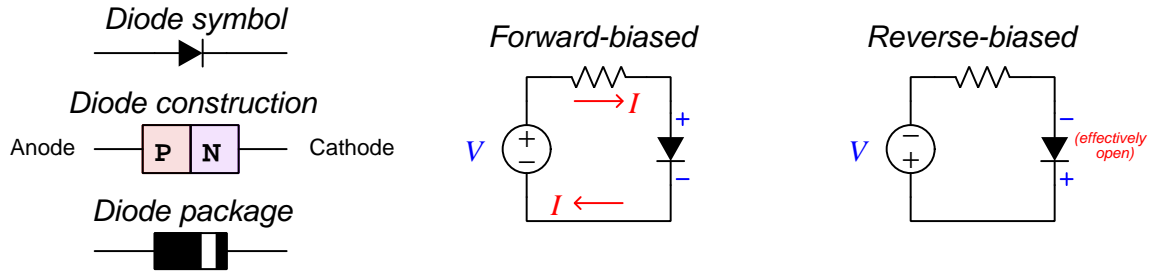 Diode symbol
Diode construction
Anode P N Cathode
Diode package
Forward-biased
I
+
V + −
−
I
Reverse-biased
−
V − +
(effectively
open)
+